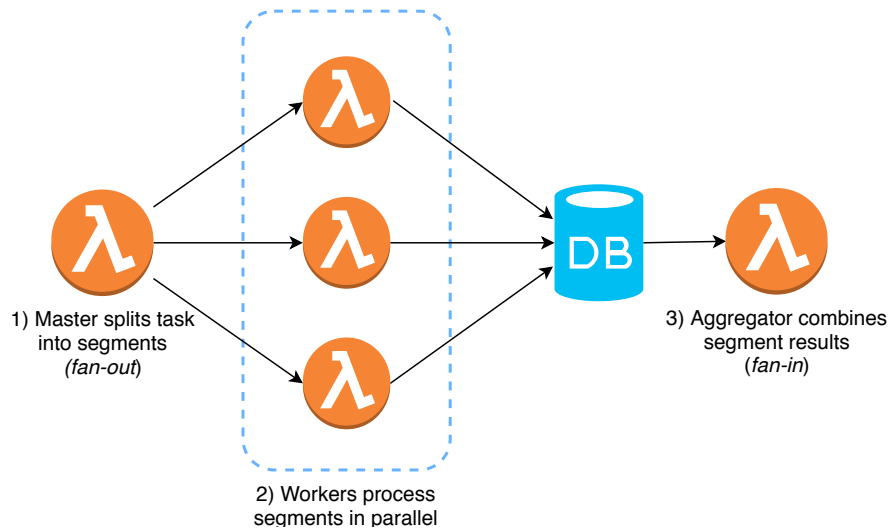 λ
λ
λ
λ
DB
λ
1) Master splits task
into segments
(fan-out)
2) Workers process
segments in parallel
3) Aggregator combines
segment results
(fan-in)